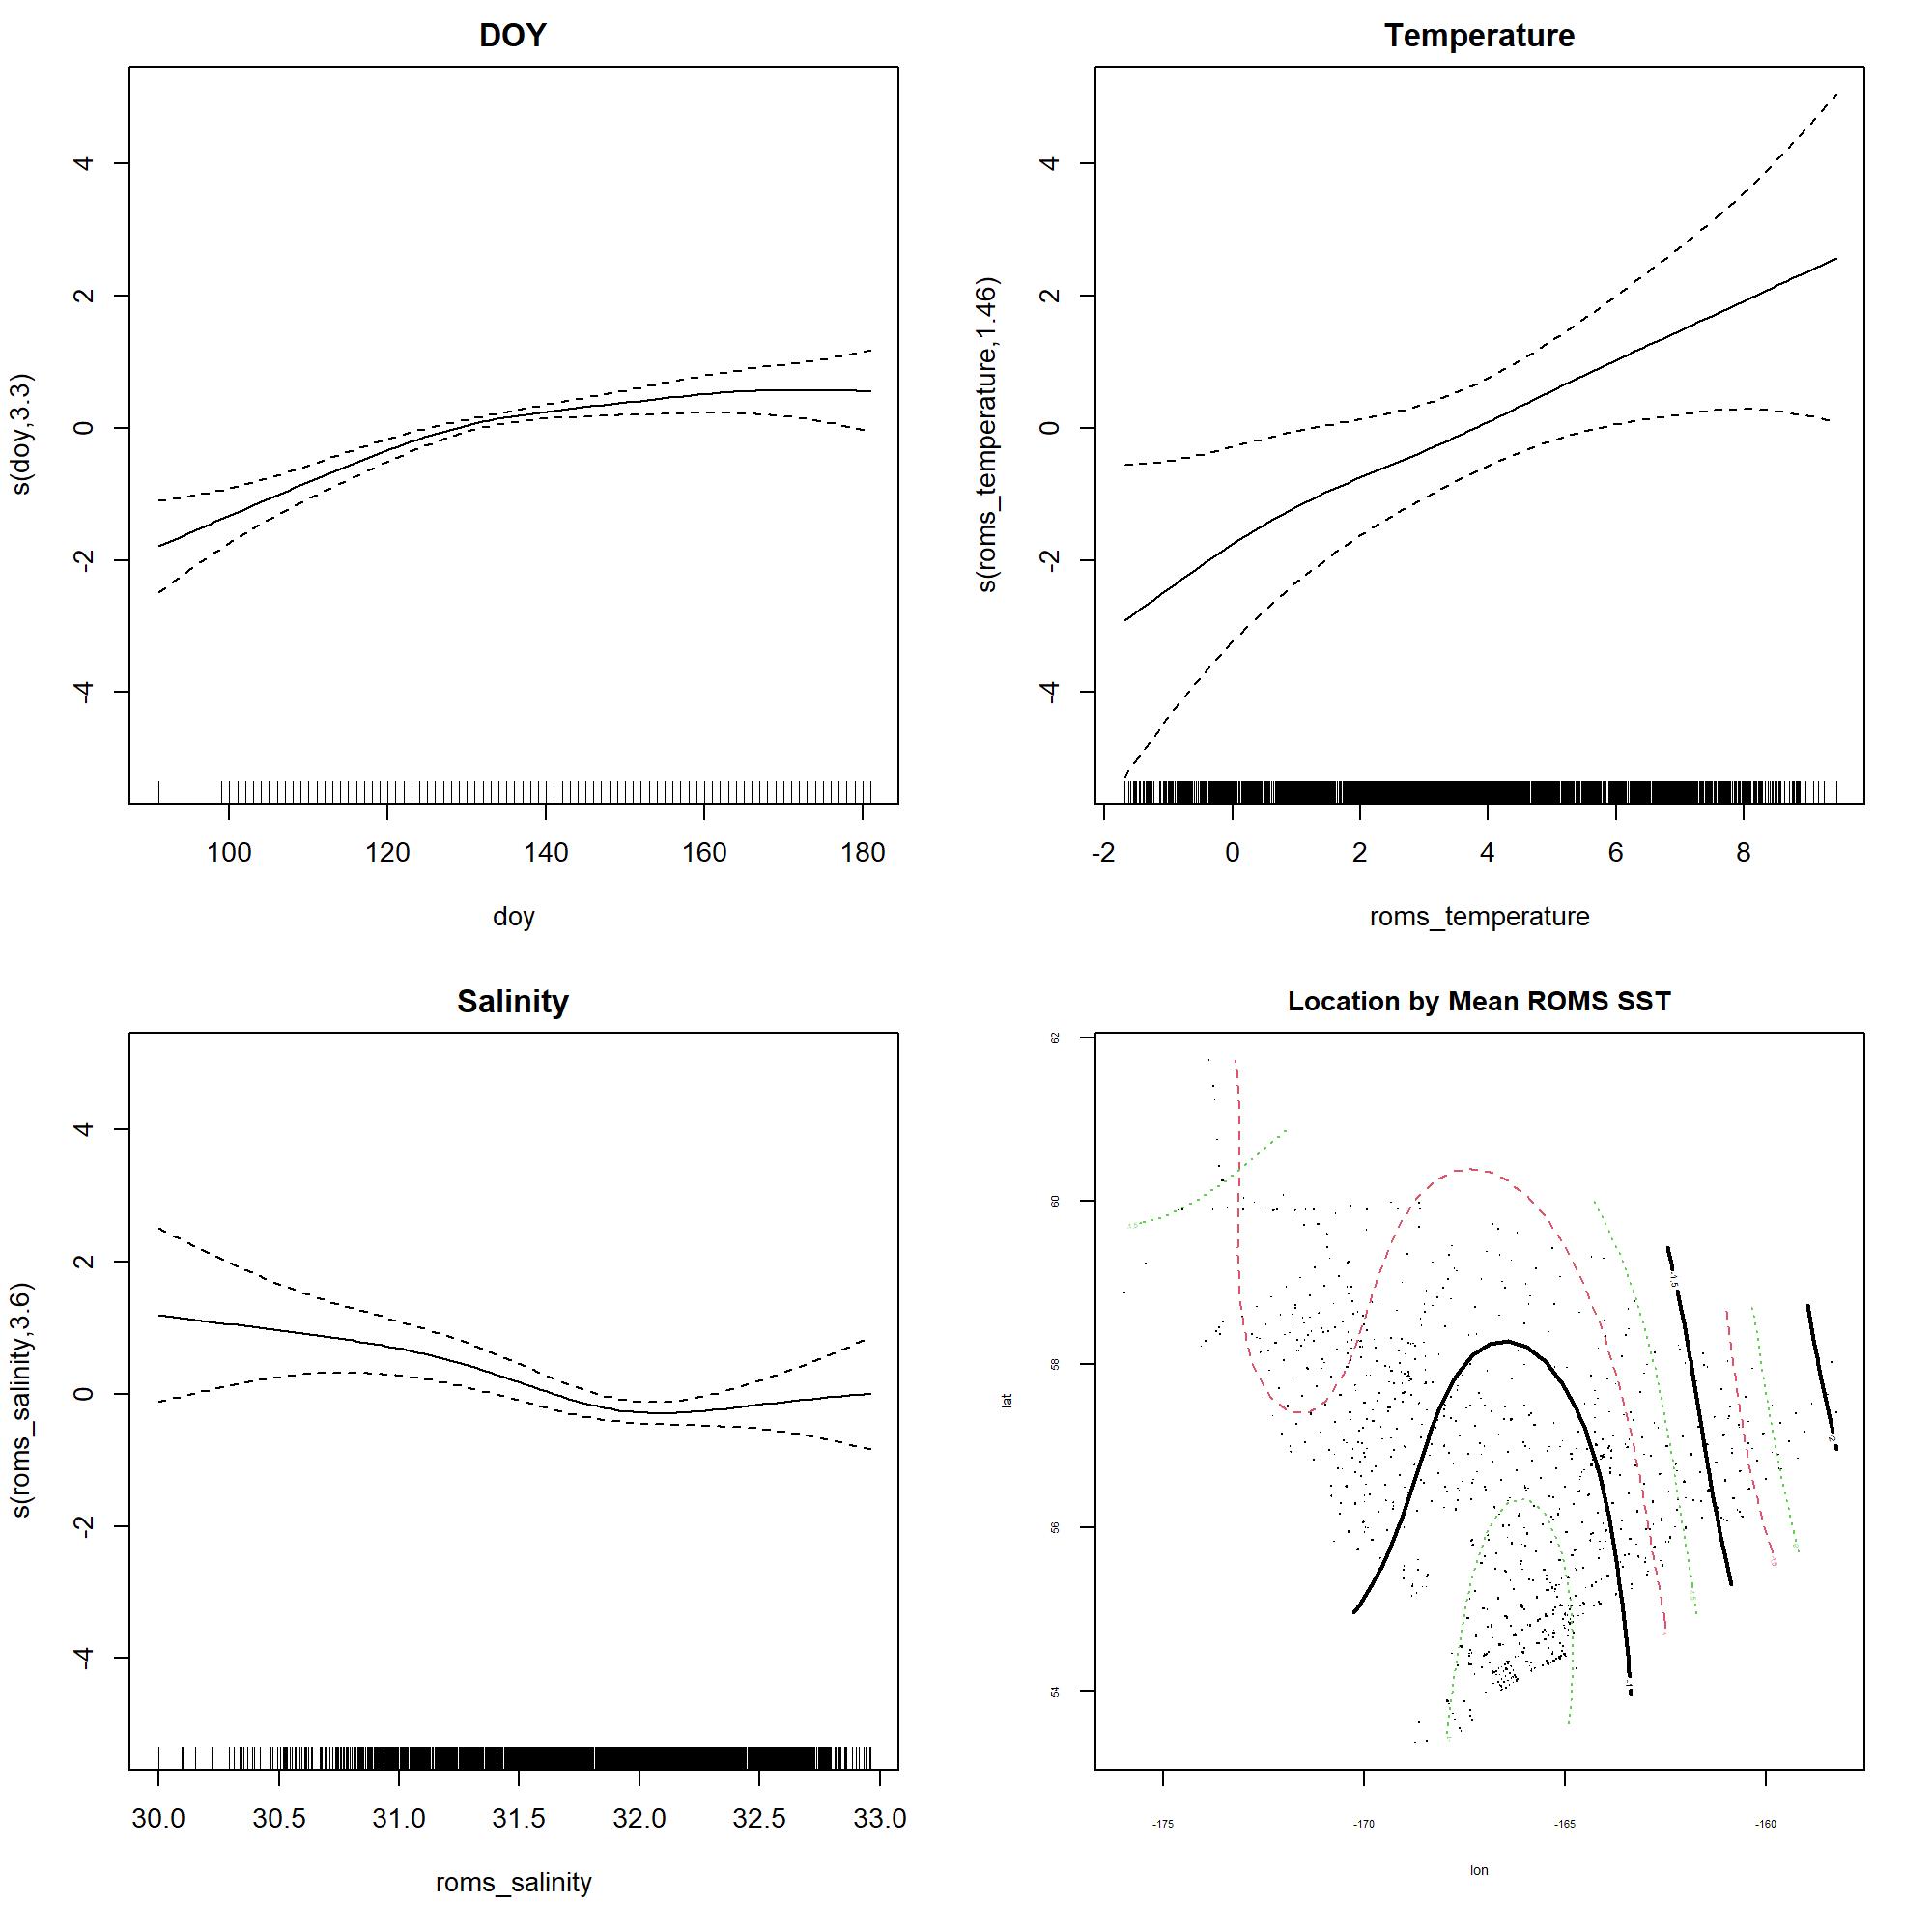 DOY
s(doy,3.3)
4
2
0
-2
-4
100 120 140 160 180
doy
Temperature
s(roms_temperature,1.46)
4
2
0
-2
-4
-2 0 2 4 6 8
roms_temperature
Salinity
s(roms_salinity,3.6)
4
2
0
-2
-4
30.0 30.5 31.0 31.5 32.0 32.5 33.0
roms_salinity
Location by Mean ROMS SST
lat
62
60
58
56
54
-1.5
-2
-175 -170 -165 -160
lon